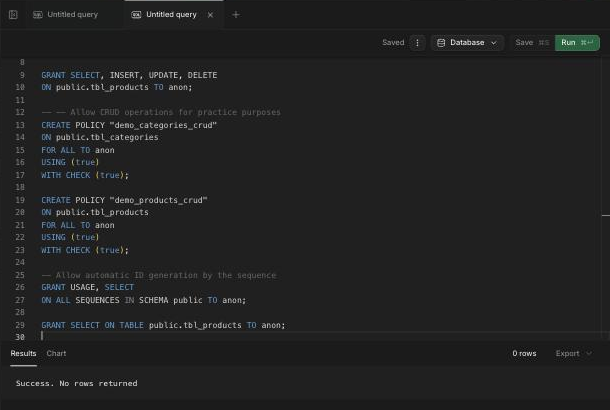 Untitled query
Untitled query
Saved
Database
Save ⌘S
Run ⌘↵
8
9 GRANT SELECT, INSERT, UPDATE, DELETE
10 ON public.tbl_products TO anon;
11
12 -- -- Allow CRUD operations for practice purposes
13 CREATE POLICY "demo_categories_crud"
14 ON public.tbl_categories
15 FOR ALL TO anon
16 USING (true)
17 WITH CHECK (true);
18
19 CREATE POLICY "demo_products_crud"
20 ON public.tbl_products
21 FOR ALL TO anon
22 USING (true)
23 WITH CHECK (true);
24
25 -- Allow automatic ID generation by the sequence
26 GRANT USAGE, SELECT
27 ON ALL SEQUENCES IN SCHEMA public TO anon;
28
29 GRANT SELECT ON TABLE public.tbl_products TO anon;
30
Results Chart 0 rows Export
Success. No rows returned